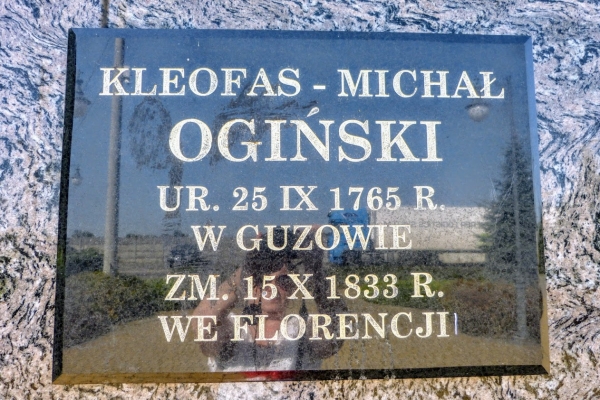 KLEOFAS - MICHAŁ
OGIŃSKI
UR. 25 IX 1765 R.
W GUZOWIE
ZM. 15 X 1833 R.
WE FLORENCJI